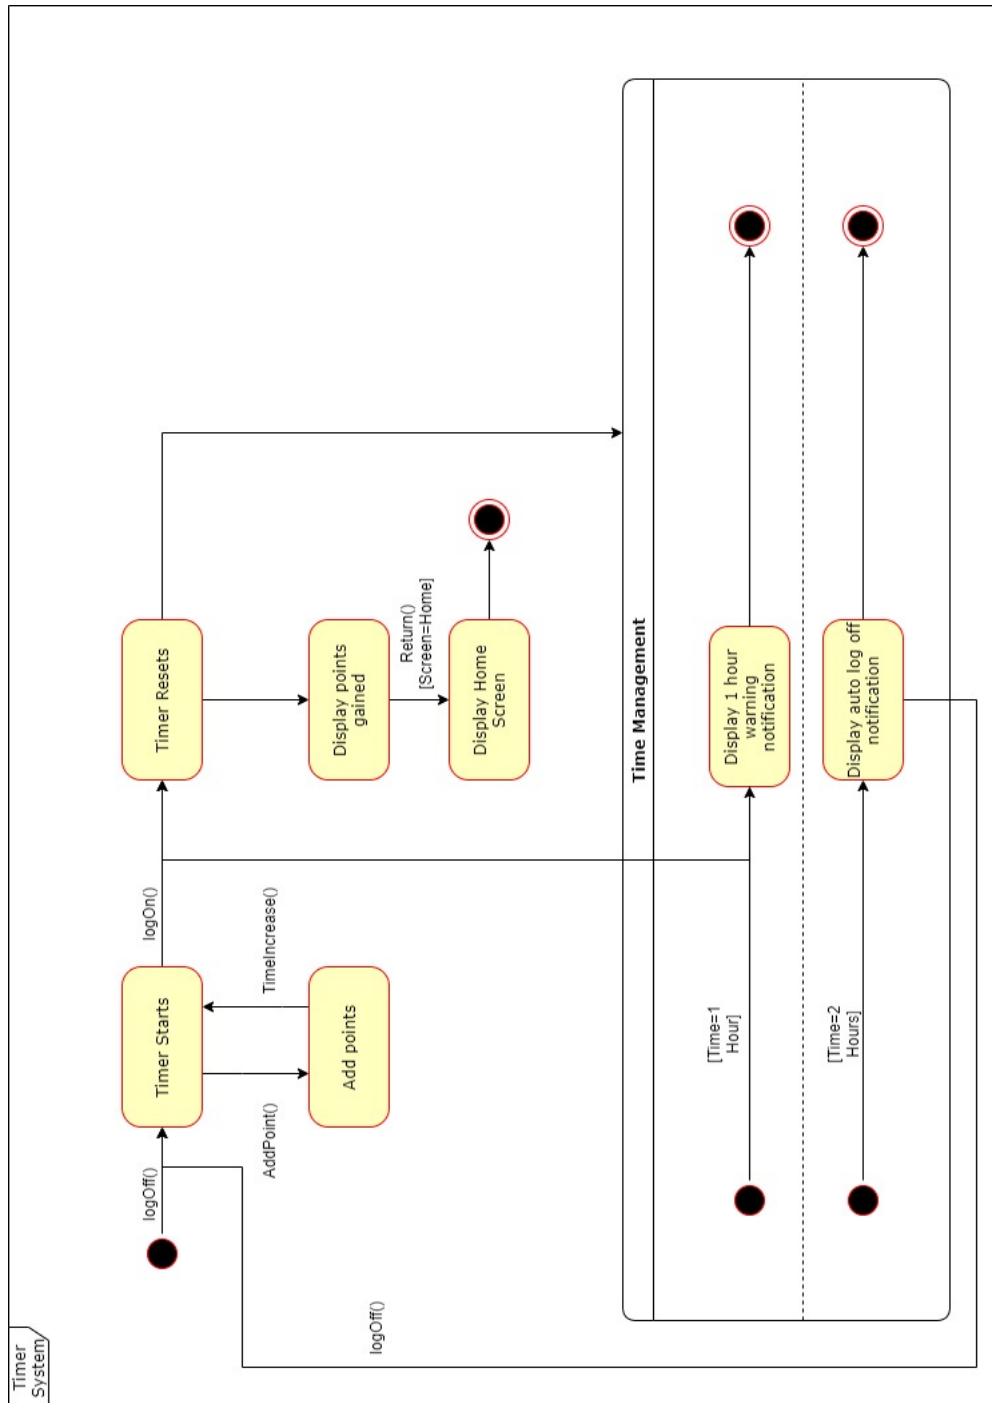 Timer
System
logOff()
Timer Starts
logOn()
Timer Resets
AddPoint()
TimeIncrease()
Add points
Display points
gained
Return()
[Screen=Home]
Display Home
Screen
logOff()
Time Management
[Time=1
Hour]
Display 1 hour
warning
notification
[Time=2
Hours]
Display auto log off
notification